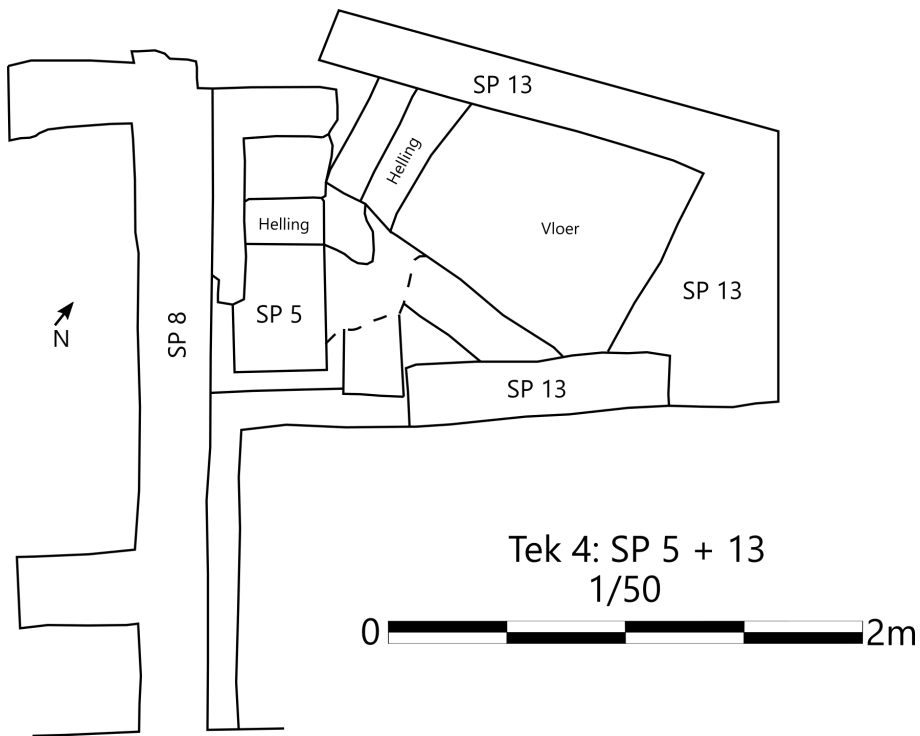 SP 13
Helling
Helling
Vloer
SP 13
SP 5
SP 8
N
SP 13
Tek 4: SP 5 + 13
1/50
0
2m